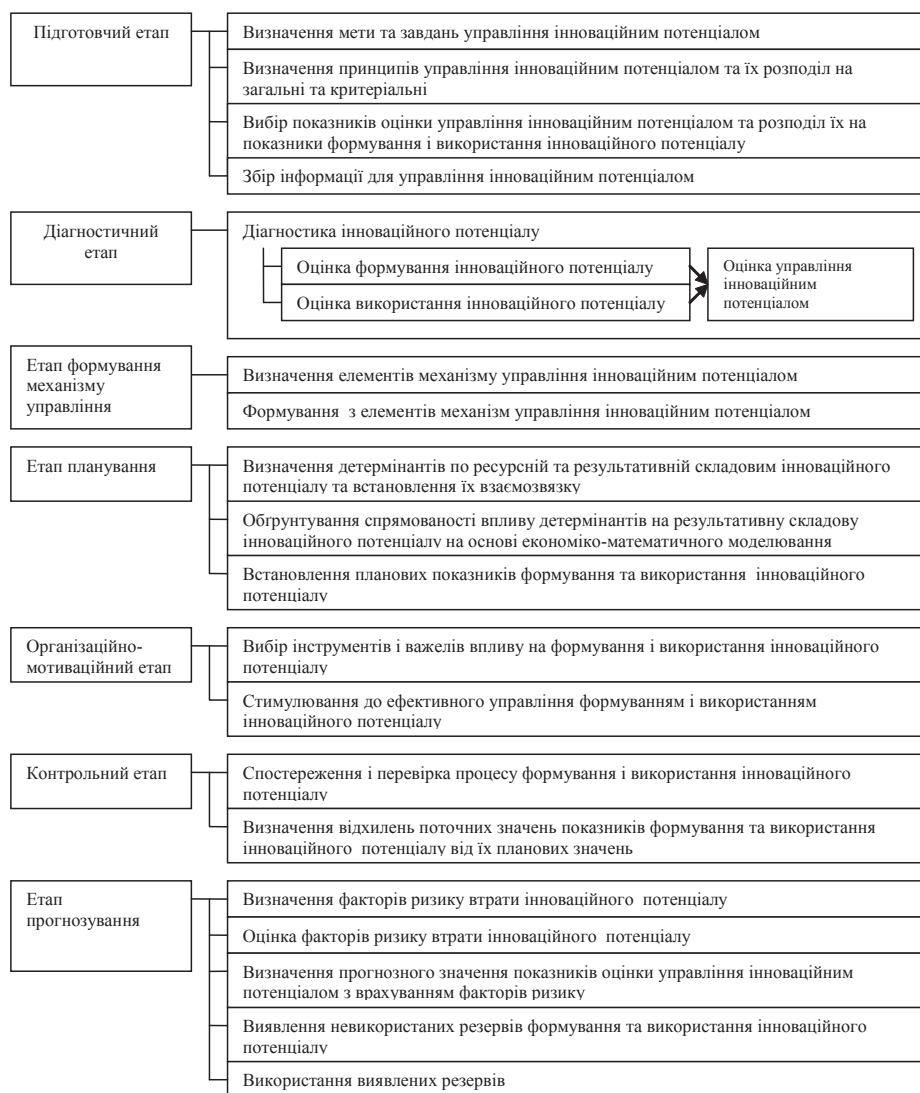 Підготовчий етап
Визначення мети та завдань управління інноваційним потенціалом
Визначення принципів управління інноваційним потенціалом та їх розподіл на
загальні та критеріальні
Вибір показників оцінки управління інноваційним потенціалом та розподіл їх на
показники формування і використання інноваційного потенціалу
Збір інформації для управління інноваційним потенціалом
Діагностичний
етап
Діагностика інноваційного потенціалу
Оцінка формування інноваційного потенціалу
Оцінка використання інноваційного потенціалу
Оцінка управління
інноваційним
потенціалом
Етап формування
механізму
управління
Визначення елементів механізму управління інноваційним потенціалом
Формування з елементів механізм управління інноваційним потенціалом
Етап планування
Визначення детермінантів по ресурсній та результативній складовим інноваційного
потенціалу та встановлення їх взаємозвязку
Обґрунтування спрямованості впливу детермінантів на результативну складову
інноваційного потенціалу на основі економіко-математичного моделювання
Встановлення планових показників формування та використання інноваційного
потенціалу
Організаційно-
мотиваційний етап
Вибір інструментів і важелів впливу на формування і використання інноваційного
потенціалу
Стимулювання до ефективного управління формуванням і використанням
інноваційного потенціалу
Контрольний етап
Спостереження і перевірка процесу формування і використання інноваційного
потенціалу
Визначення відхилень поточних значень показників формування та використання
інноваційного потенціалу від їх планових значень
Етап
прогнозування
Визначення факторів ризику втрати інноваційного потенціалу
Оцінка факторів ризику втрати інноваційного потенціалу
Визначення прогнозного значення показників оцінки управління інноваційним
потенціалом з врахуванням факторів ризику
Виявлення невикористаних резервів формування та використання інноваційного
потенціалу
Використання виявлених резервів